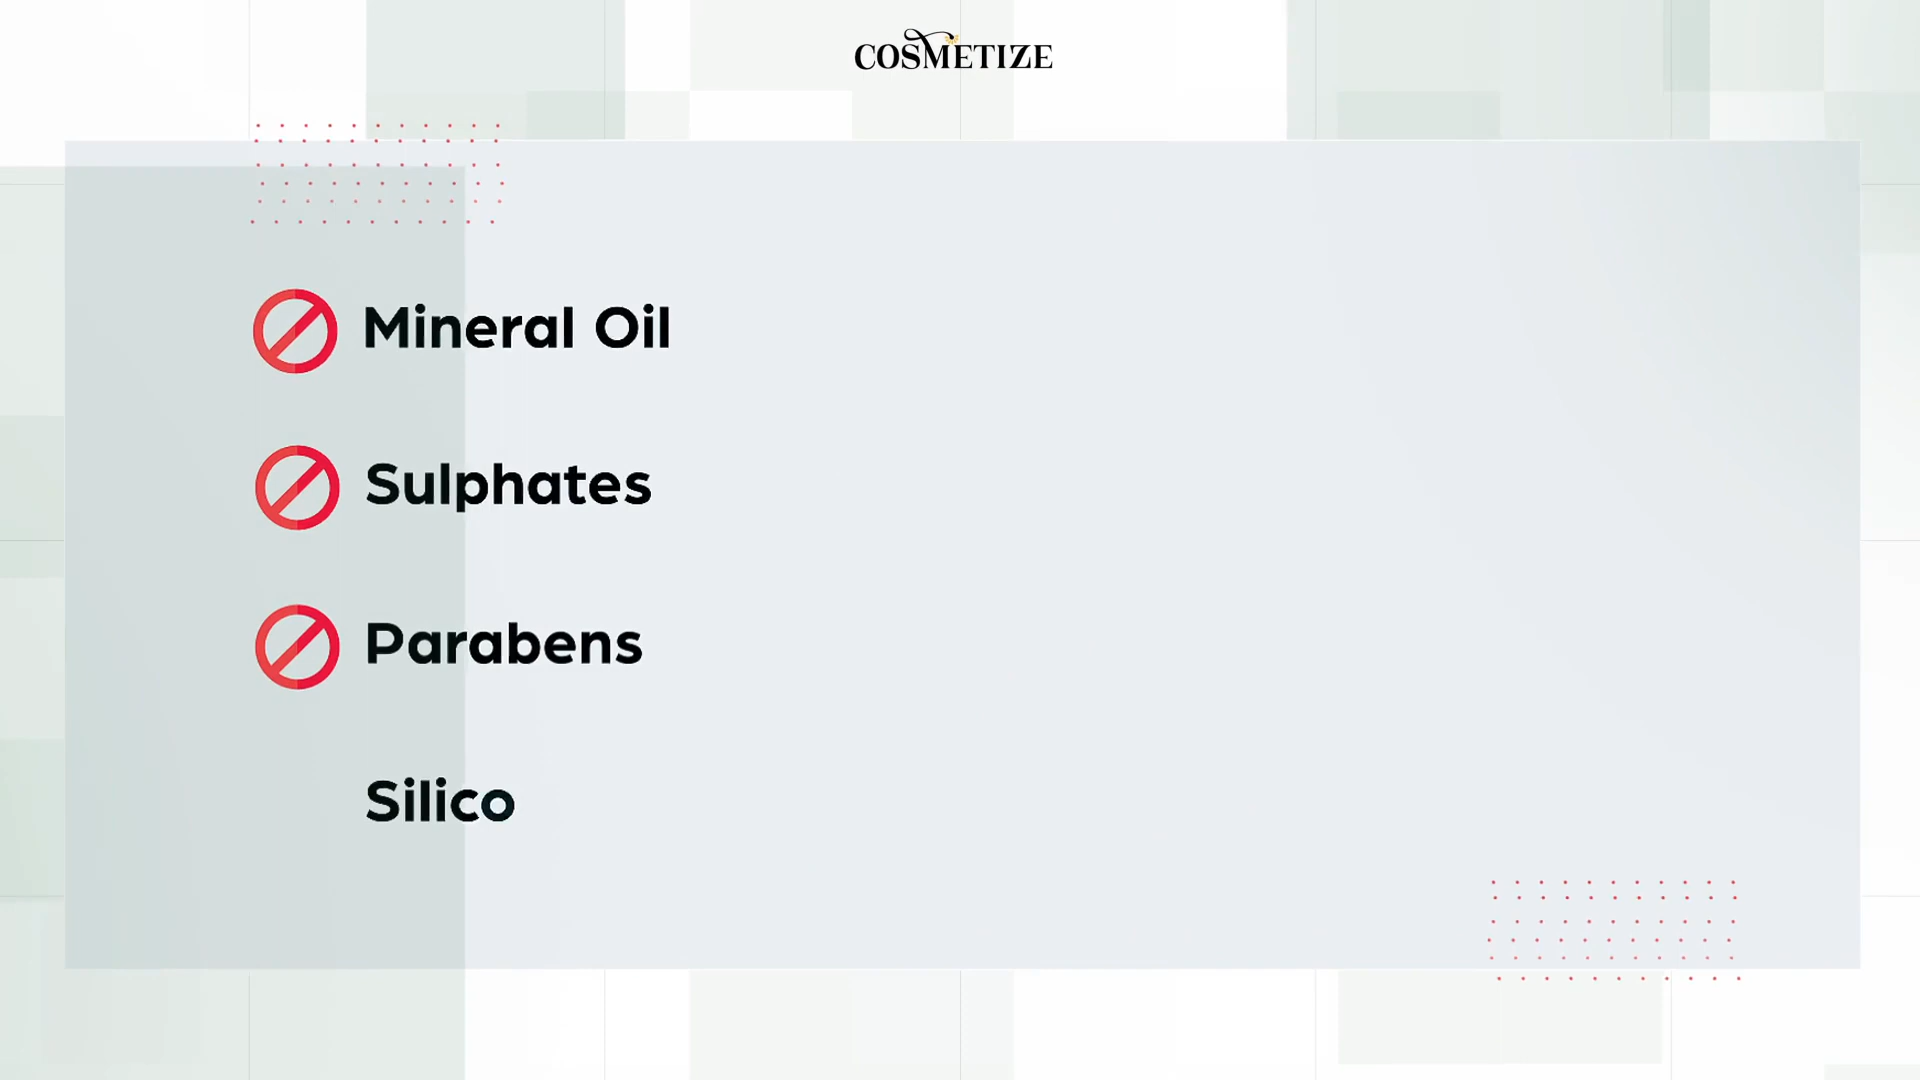 COSMETIZE
Mineral Oil
Sulphates
Parabens
Silico